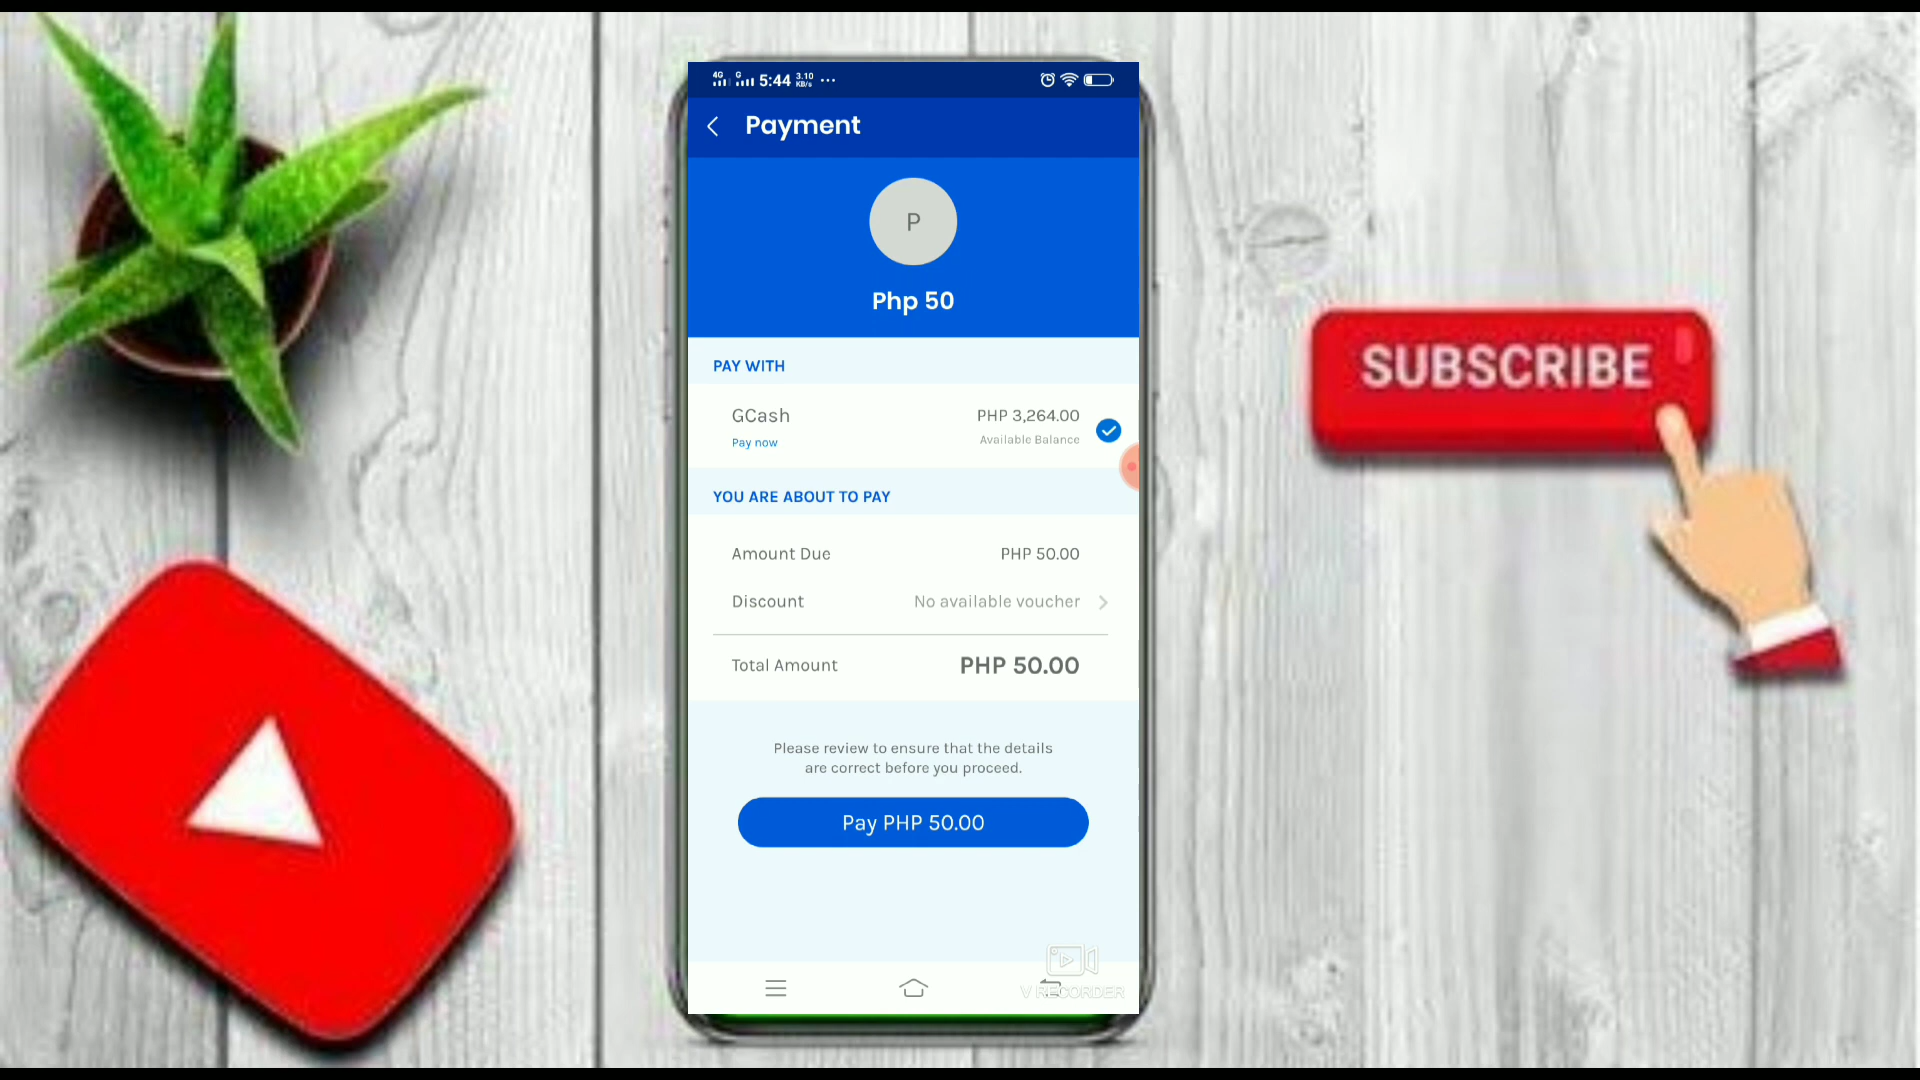 4G G 5:44 3.10 KB/s ...
Payment
P
Php 50
PAY WITH
GCash PHP 3,264.00
Pay now Available Balance
YOU ARE ABOUT TO PAY
Amount Due PHP 50.00
Discount No available voucher
Total Amount PHP 50.00
Please review to ensure that the details
are correct before you proceed.
Pay PHP 50.00
V RECORDER
SUBSCRIBE